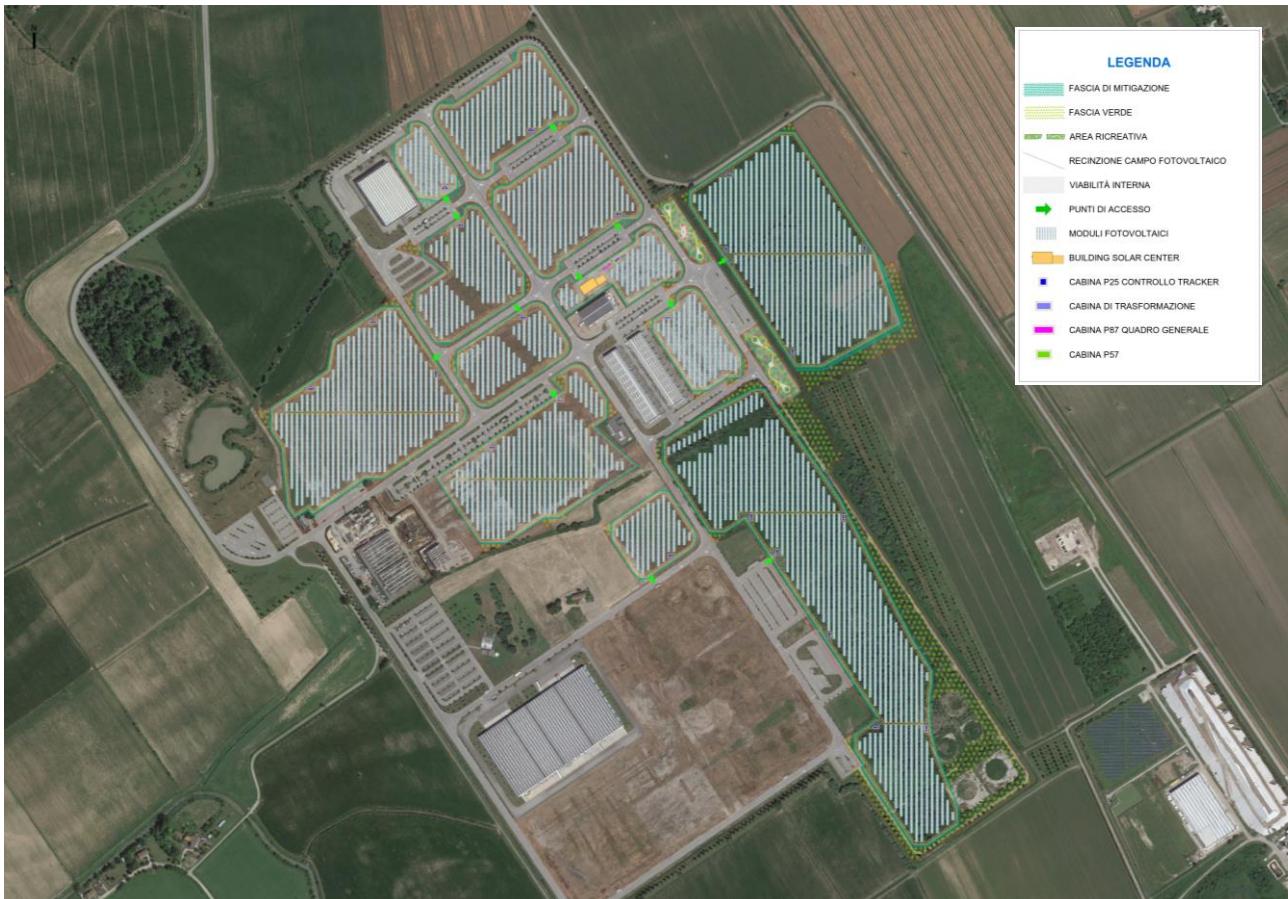 N
LEGENDA
FASCIA DI MITIGAZIONE
FASCIA VERDE
AREA RICREATIVA
RECINZIONE CAMPO FOTOVOLTAICO
VIABILITÀ INTERNA
PUNTI DI ACCESSO
MODULI FOTOVOLTAICI
BUILDING SOLAR CENTER
CABINA P25 CONTROLLO TRACKER
CABINA DI TRASFORMAZIONE
CABINA P87 QUADRO GENERALE
CABINA P57